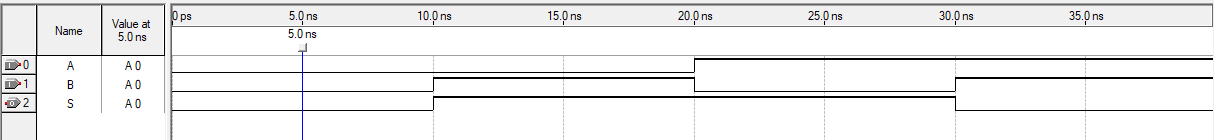 Name
Value at
5.0 ns
0 ps 5.0 ns 10.0 ns 15.0 ns 20.0 ns 25.0 ns 30.0 ns 35.0 ns
5.0 ns
0 A A 0
1 B A 0
2 S A 0